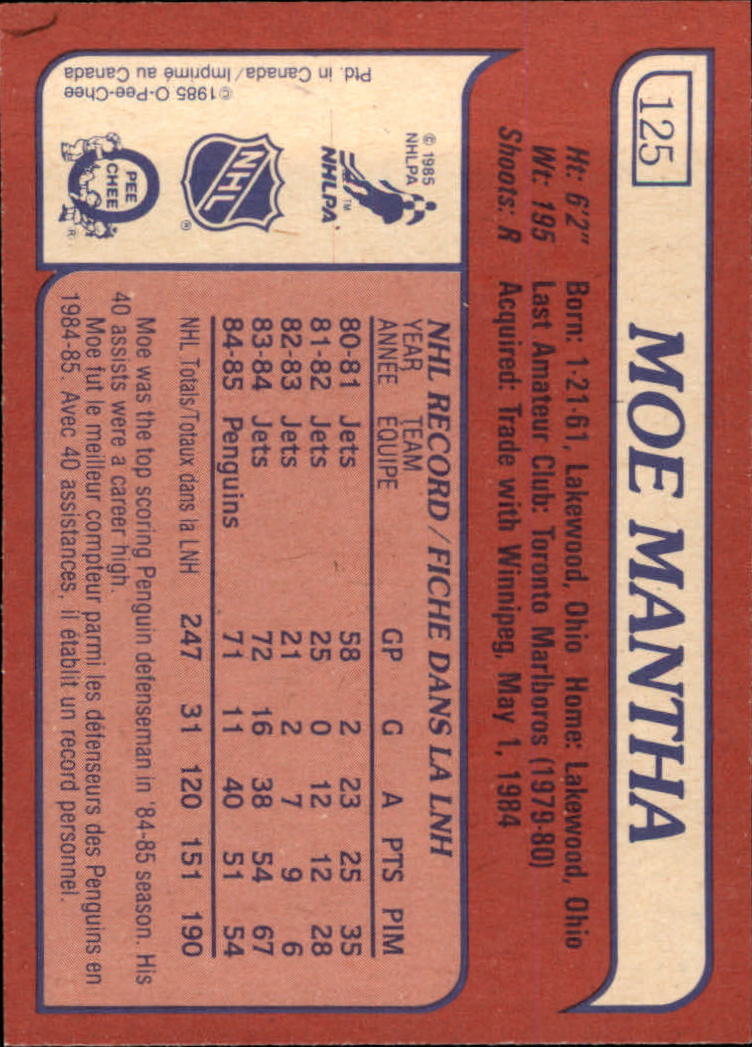 125
MOE MANTHA
Ht: 6'2" Born: 1-21-61, Lakewood, Ohio Home: Lakewood, Ohio
Wt: 195 Last Amateur Club: Toronto Marlboros (1979-80)
Shoots: R Acquired: Trade with Winnipeg, May 1, 1984
© 1985
NHLPA
NHLPA
TM
NHL
®
O
PEE
CHEE
®
©1985 O-Pee-Chee
Ptd. in Canada/Imprimé au Canada
NHL RECORD/FICHE DANS LA LNH
YEAR TEAM
ANNEE EQUIPE GP G A PTS PIM
80-81 Jets 58 2 23 25 35
81-82 Jets 25 0 12 12 28
82-83 Jets 21 2 7 9 6
83-84 Jets 72 16 38 54 67
84-85 Penguins 71 11 40 51 54
NHL Totals/Totaux dans la LNH 247 31 120 151 190
Moe was the top scoring Penguin defenseman in '84-85 season. His
40 assists were a career high.
Moe fut le meilleur compteur parmi les défenseurs des Penguins en
1984-85. Avec 40 assistances, il établit un record personnel.